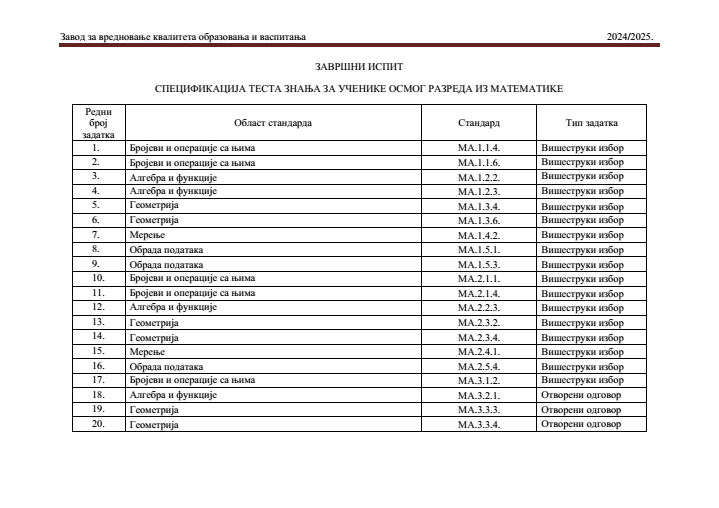 Завод за вредновање квалитета образовања и васпитања 2024/2025.
ЗАВРШНИ ИСПИТ
СПЕЦИФИКАЦИЈА ТЕСТА ЗНАЊА ЗА УЧЕНИКЕ ОСМОГ РАЗРЕДА ИЗ МАТЕМАТИКЕ
Редни
број
задатка
Област стандарда Стандард Тип задатка
1. Бројеви и операције са њима МА.1.1.4. Вишеструки избор
2. Бројеви и операције са њима МА.1.1.6. Вишеструки избор
3. Алгебра и функције МА.1.2.2. Вишеструки избор
4. Алгебра и функције МА.1.2.3. Вишеструки избор
5. Геометрија МА.1.3.4. Вишеструки избор
6. Геометрија МА.1.3.6. Вишеструки избор
7. Мерење МА.1.4.2. Вишеструки избор
8. Обрада података МА.1.5.1. Вишеструки избор
9. Обрада података МА.1.5.3. Вишеструки избор
10. Бројеви и операције са њима МА.2.1.1. Вишеструки избор
11. Бројеви и операције са њима МА.2.1.4. Вишеструки избор
12. Алгебра и функције МА.2.2.3. Вишеструки избор
13. Геометрија МА.2.3.2. Вишеструки избор
14. Геометрија МА.2.3.4. Вишеструки избор
15. Мерење МА.2.4.1. Вишеструки избор
16. Обрада података МА.2.5.4. Вишеструки избор
17. Бројеви и операције са њима МА.3.1.2. Вишеструки избор
18. Алгебра и функције МА.3.2.1. Отворени одговор
19. Геометрија МА.3.3.3. Отворени одговор
20. Геометрија МА.3.3.4. Отворени одговор